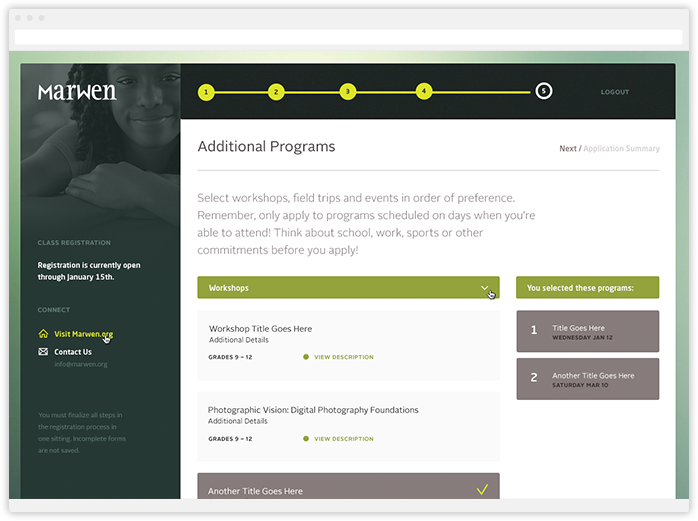 Marwen
1 2 3 4 5 LOGOUT
Additional Programs
Next / Application Summary
Select workshops, field trips and events in order of preference.
Remember, only apply to programs scheduled on days when you're
able to attend! Think about school, work, sports or other
commitments before you apply!
CLASS REGISTRATION
Registration is currently open
through January 15th.
CONNECT
Visit Marwen.org
Contact Us
info@marwen.org
You must finalize all steps in
the registration process in
one sitting. Incomplete forms
are not saved.
Workshops
Workshop Title Goes Here
Additional Details
GRADES 9 – 12 VIEW DESCRIPTION
Photographic Vision: Digital Photography Foundations
Additional Details
GRADES 9 – 12 VIEW DESCRIPTION
Another Title Goes Here
You selected these programs:
1 Title Goes Here
WEDNESDAY JAN 12
2 Another Title Goes Here
SATURDAY MAR 10